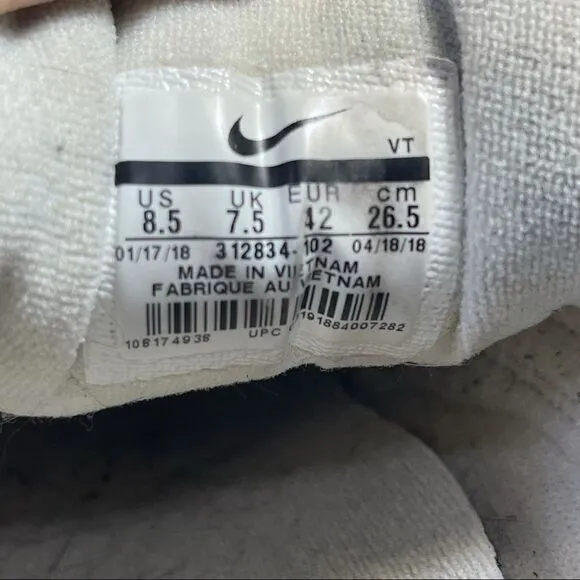 VT
US UK EUR cm
8.5 7.5 42 26.5
01/17/18 312834-102 04/18/18
MADE IN VIETNAM
FABRIQUE AU VIETNAM
UPC 191884007282